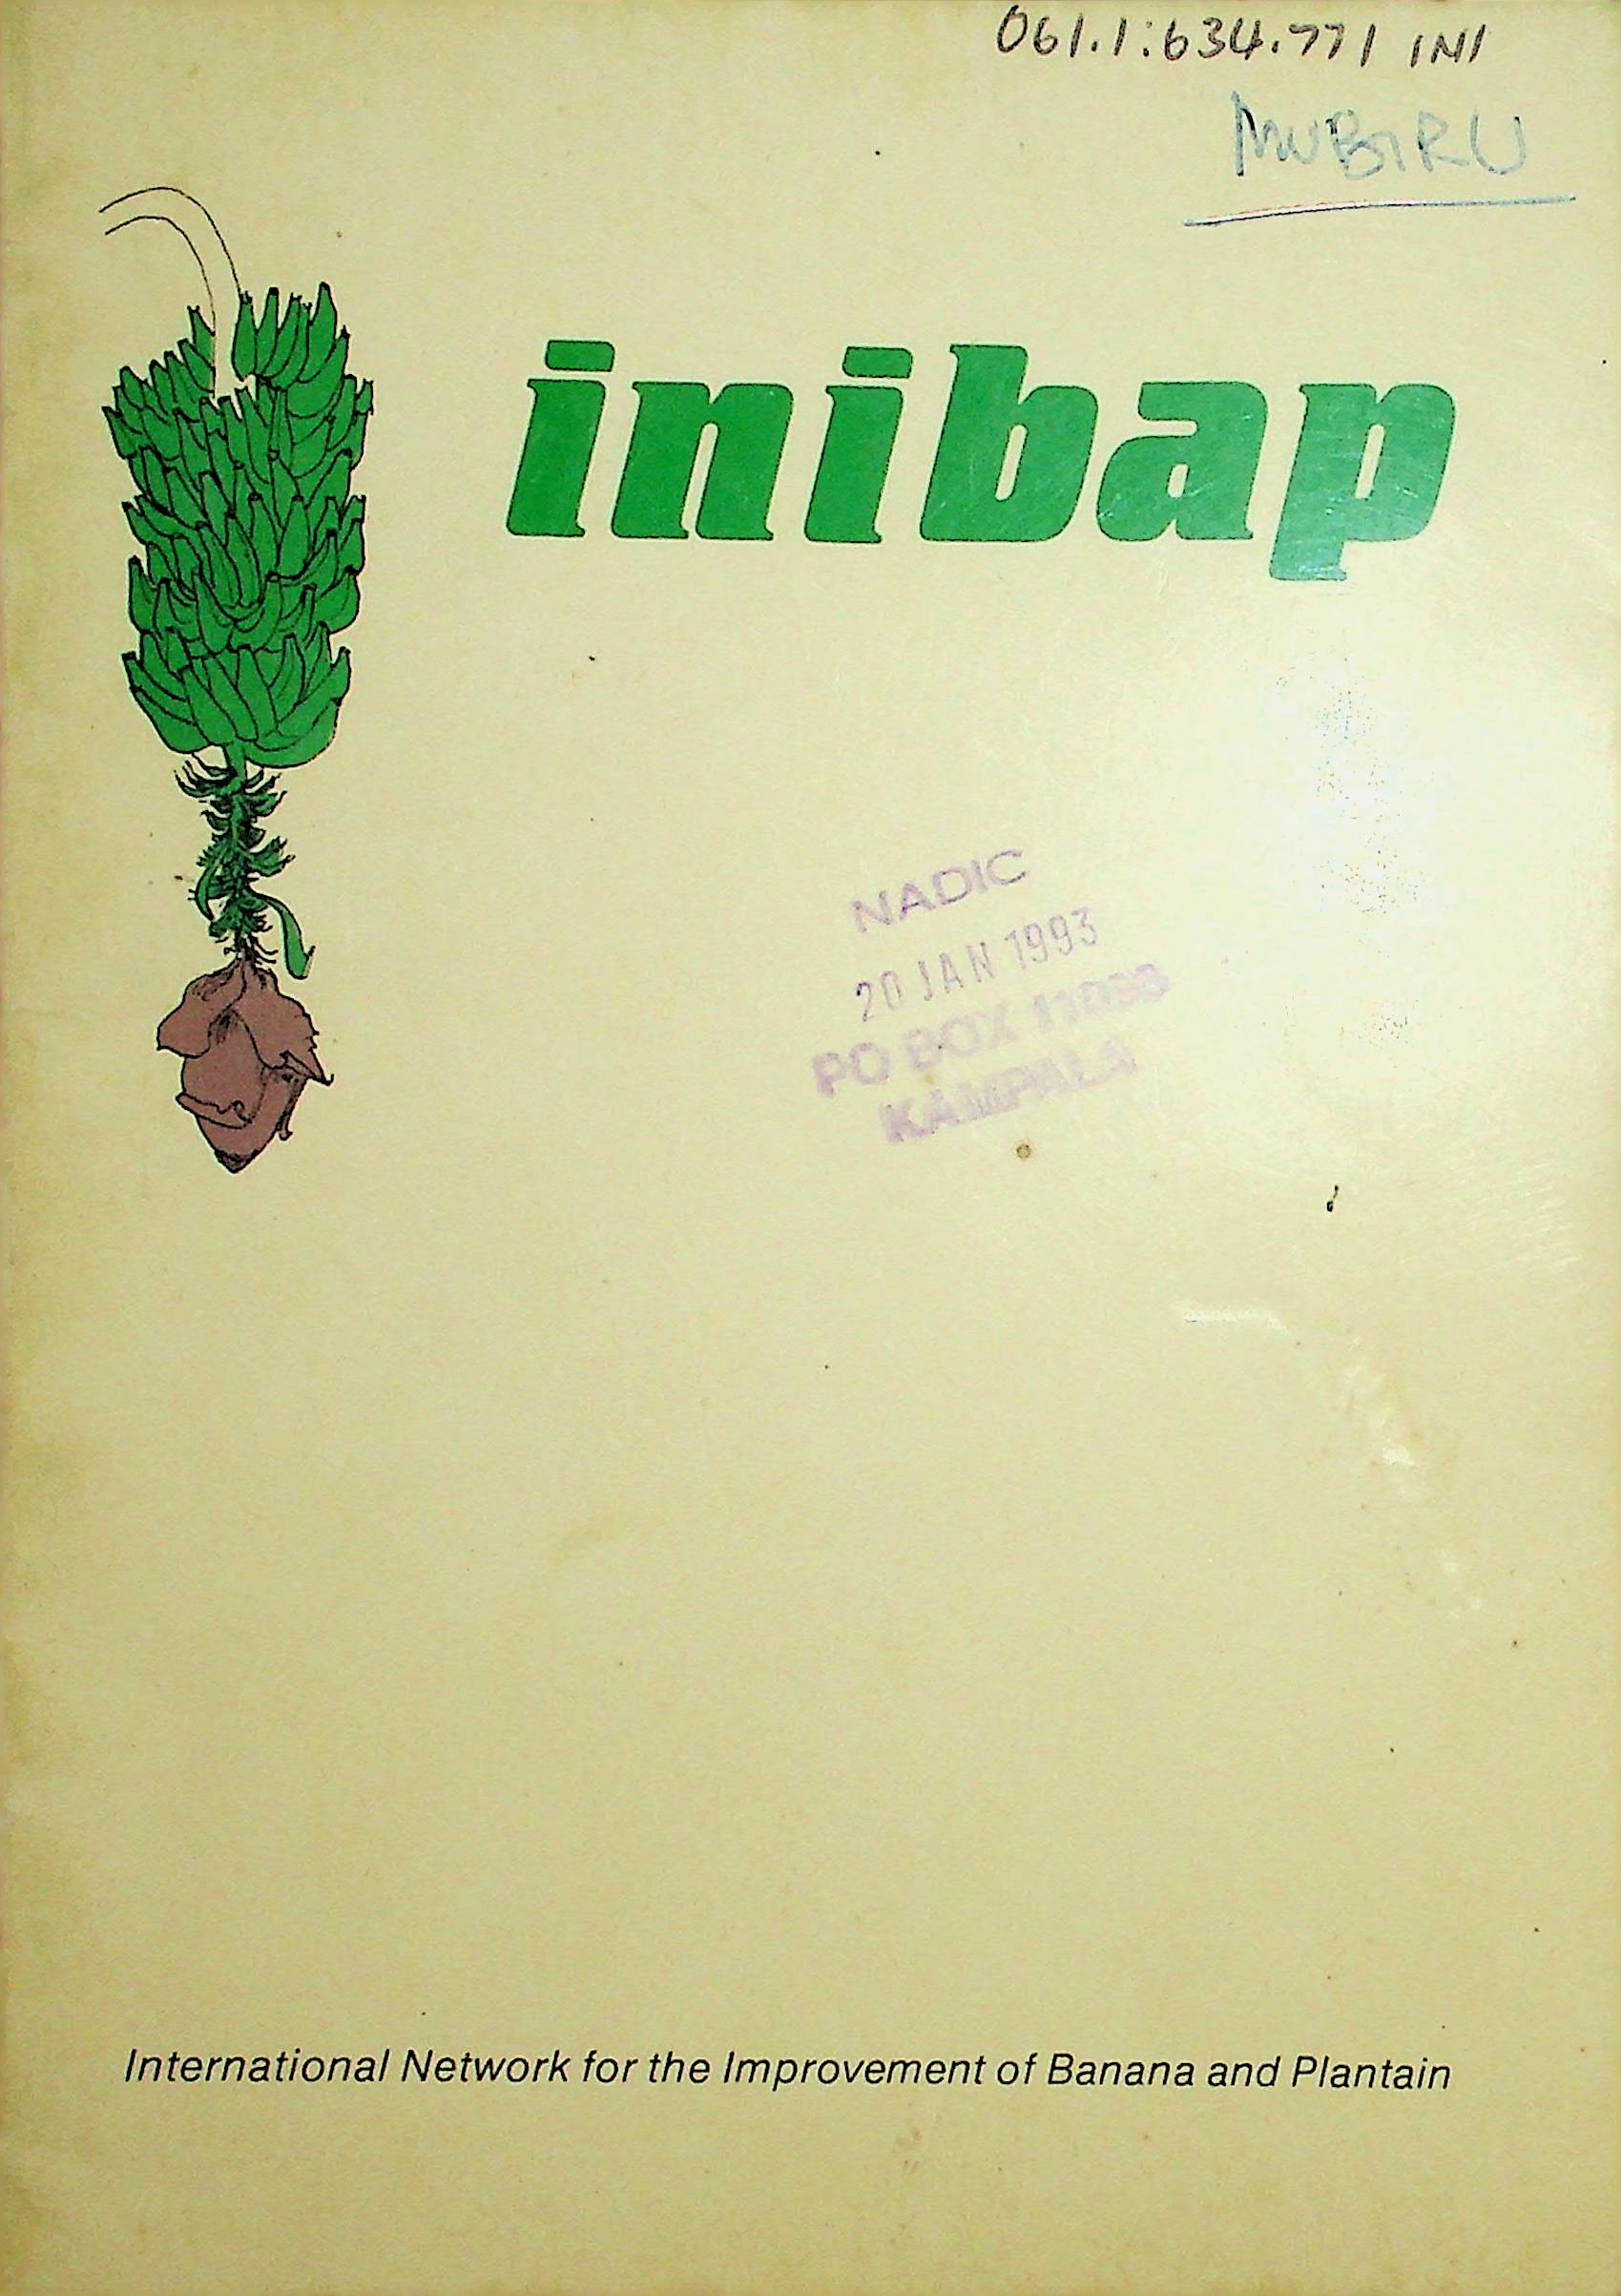 061.1:634.771 INI
MUBIRU
inibap
NADIC
20 JAN 1993
PO BOX
KAMPALA
International Network for the Improvement of Banana and Plantain